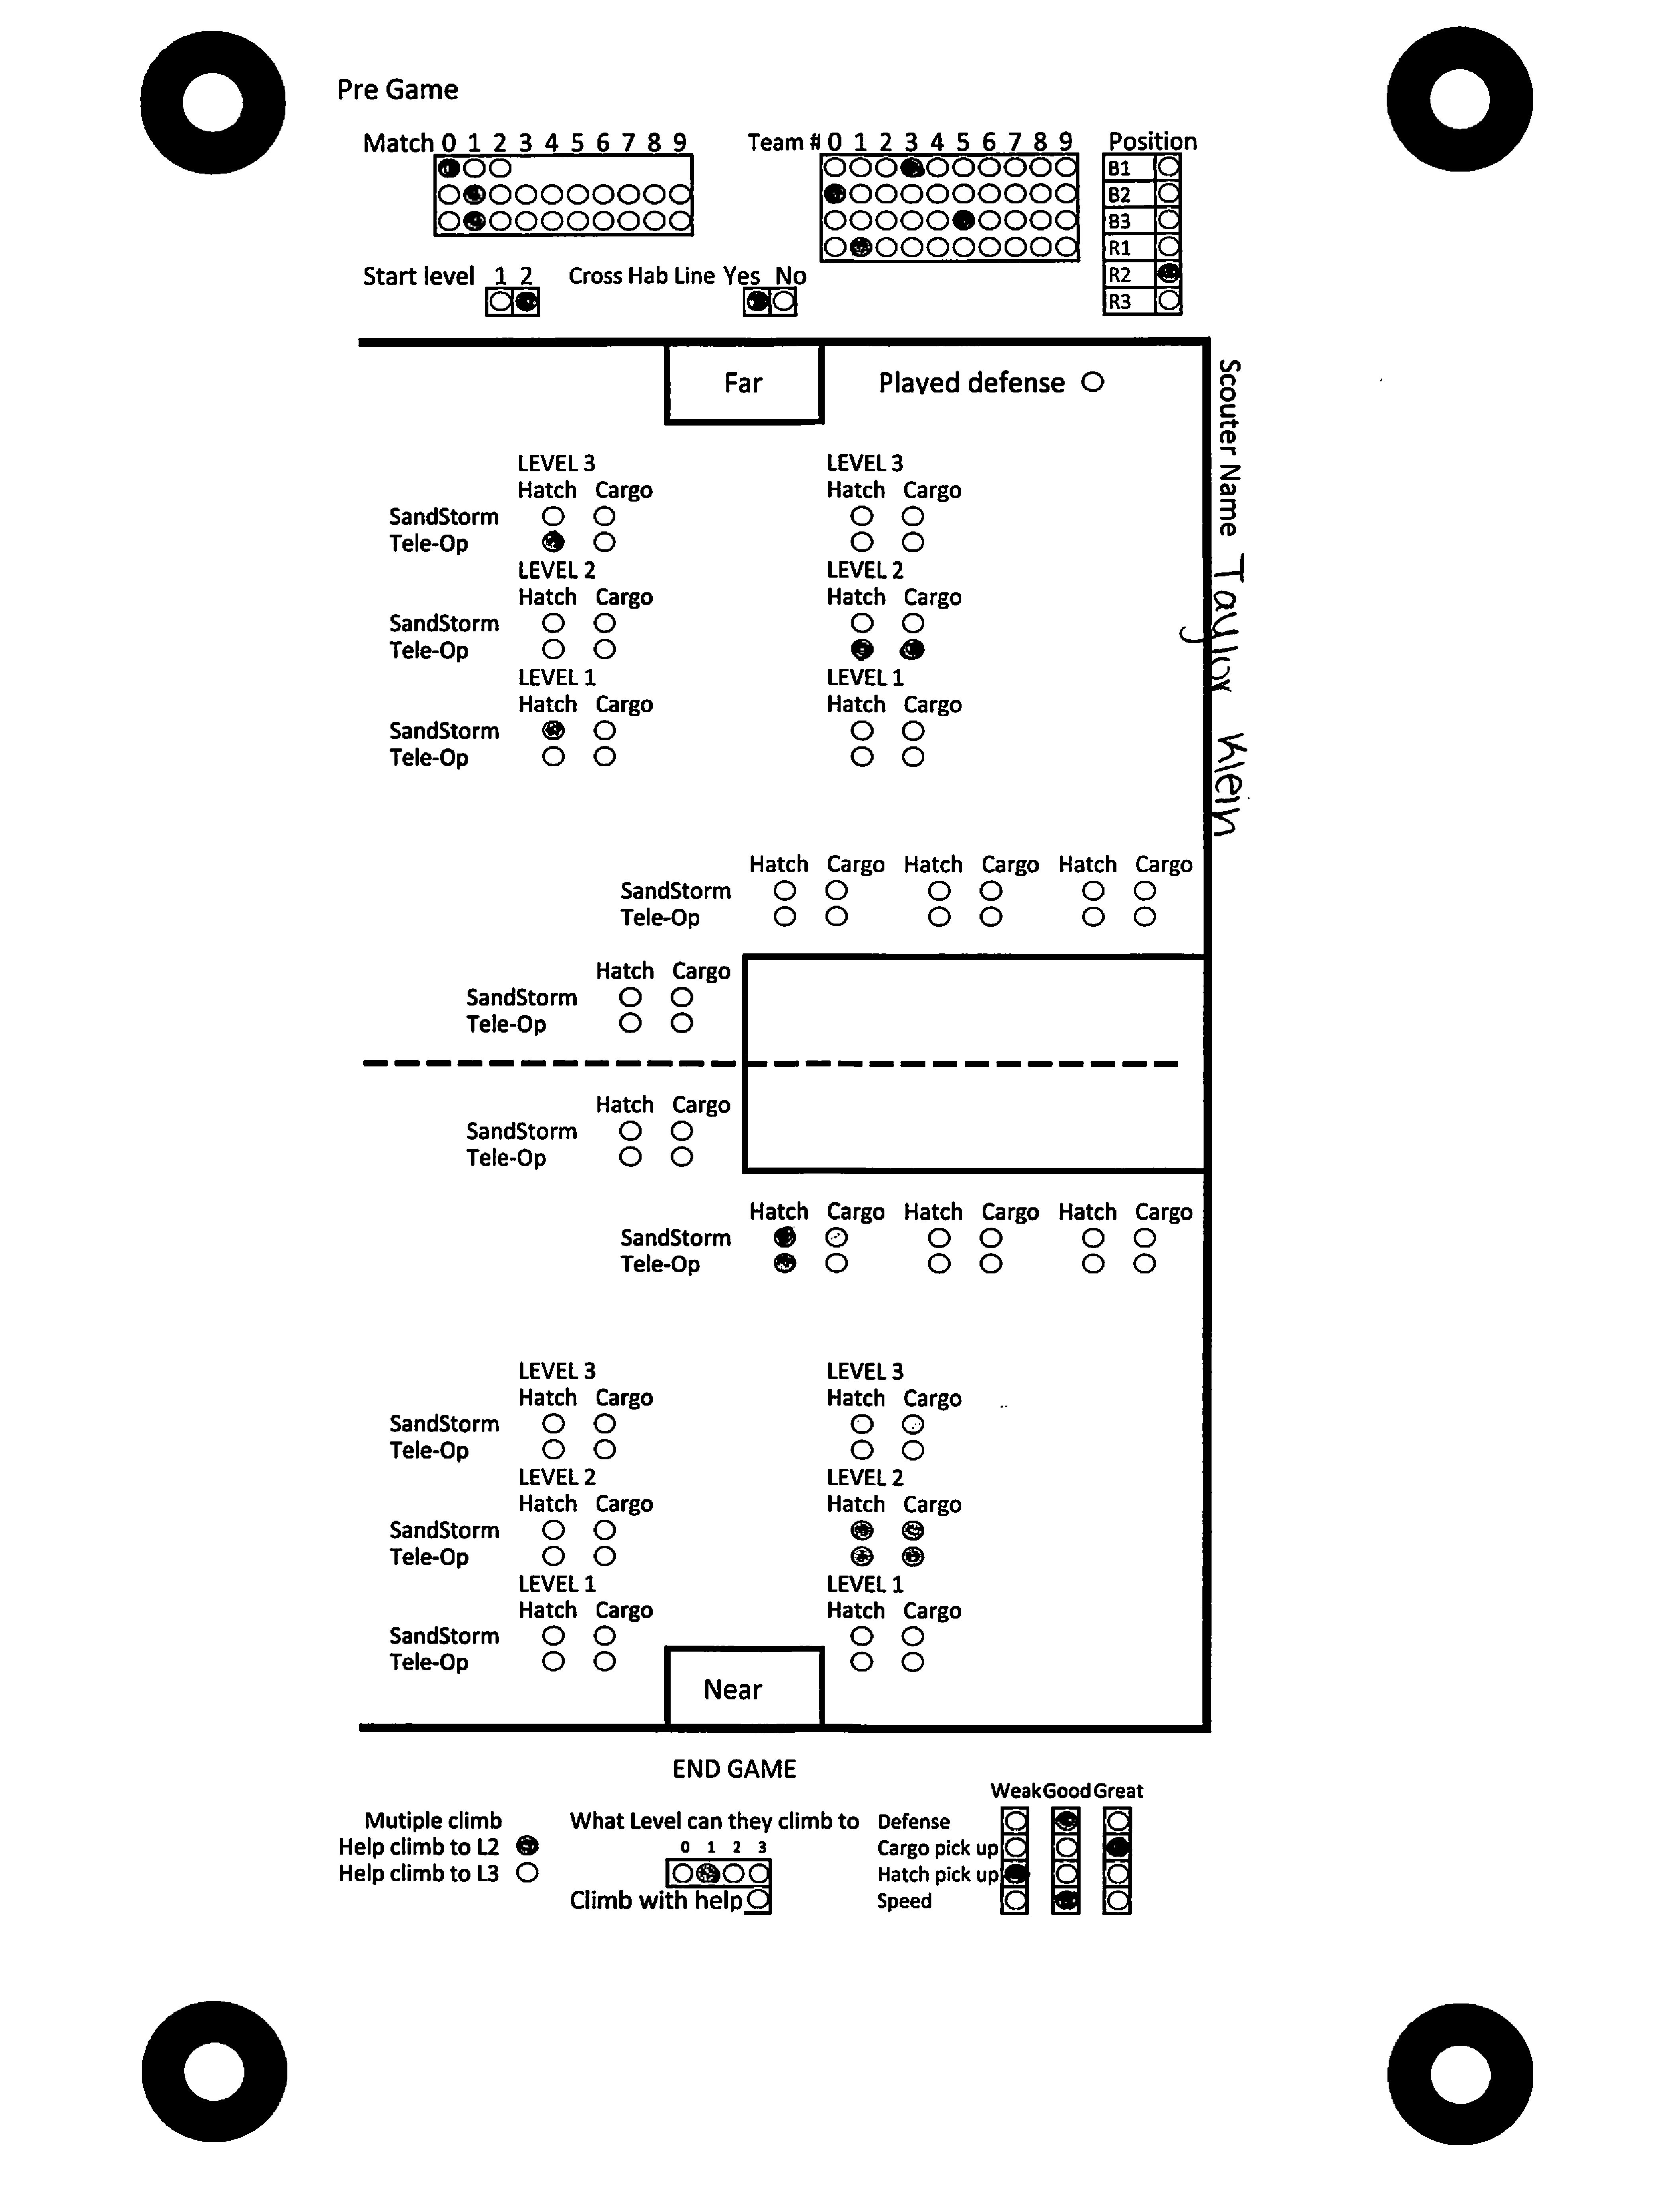 Pre Game
Match 0 1 2 3 4 5 6 7 8 9
Team # 0 1 2 3 4 5 6 7 8 9
Position
B1
B2
B3
R1
R2
R3
Start level 1 2
Cross Hab Line Yes No
Far
Played defense
Scouter Name Taylor Klein
LEVEL 3 LEVEL 3
Hatch Cargo Hatch Cargo
SandStorm
Tele-Op
LEVEL 2 LEVEL 2
Hatch Cargo Hatch Cargo
SandStorm
Tele-Op
LEVEL 1 LEVEL 1
Hatch Cargo Hatch Cargo
SandStorm
Tele-Op
Hatch Cargo Hatch Cargo Hatch Cargo
SandStorm
Tele-Op
Hatch Cargo
SandStorm
Tele-Op
Hatch Cargo
SandStorm
Tele-Op
Hatch Cargo Hatch Cargo Hatch Cargo
SandStorm
Tele-Op
LEVEL 3 LEVEL 3
Hatch Cargo Hatch Cargo
SandStorm
Tele-Op
LEVEL 2 LEVEL 2
Hatch Cargo Hatch Cargo
SandStorm
Tele-Op
LEVEL 1 LEVEL 1
Hatch Cargo Hatch Cargo
SandStorm
Tele-Op
Near
END GAME
Mutiple climb
Help climb to L2
Help climb to L3
What Level can they climb to
0 1 2 3
Climb with help
Weak Good Great
Defense
Cargo pick up
Hatch pick up
Speed